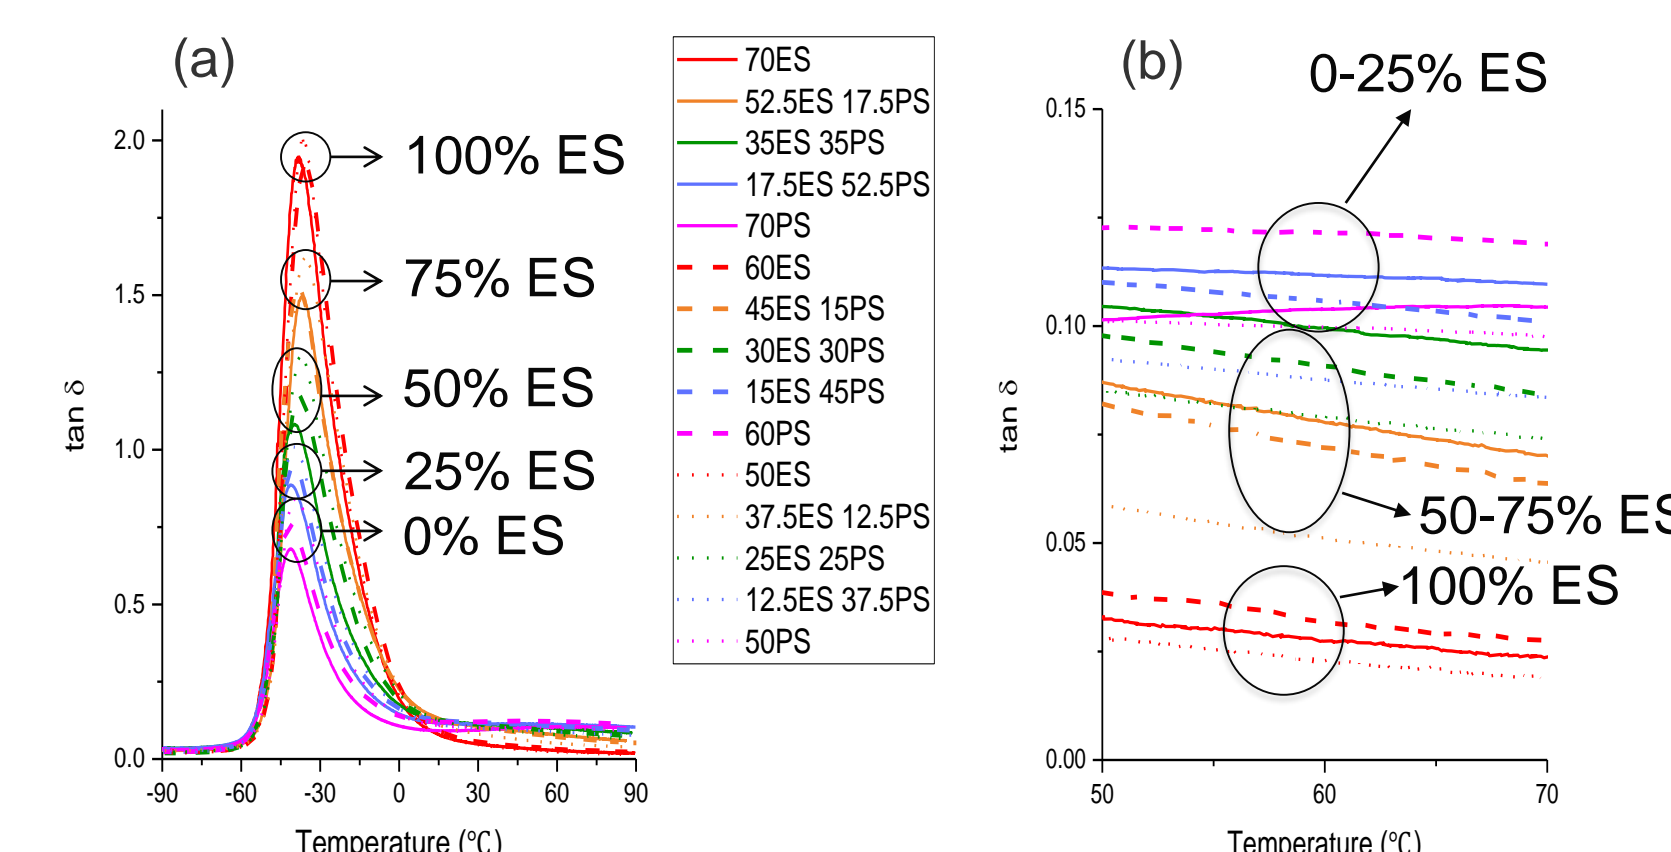 (a)
tan δ
2.0
1.5
1.0
0.5
0.0
-90 -60 -30 0 30 60 90
Temperature (℃)
100% ES
75% ES
50% ES
25% ES
0% ES
70ES
52.5ES 17.5PS
35ES 35PS
17.5ES 52.5PS
70PS
60ES
45ES 15PS
30ES 30PS
15ES 45PS
60PS
50ES
37.5ES 12.5PS
25ES 25PS
12.5ES 37.5PS
50PS
(b)
tan δ
0.15
0.10
0.05
0.00
50 60 70
Temperature (℃)
0-25% ES
50-75% ES
100% ES